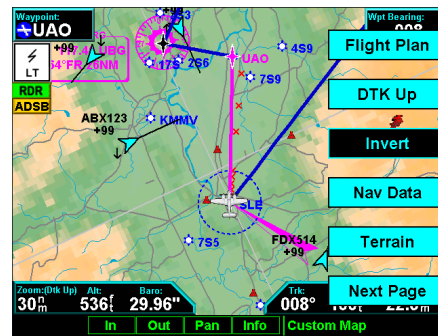 Waypoint:
UAO
Wpt Bearing:
008
+99
+99
LT
RDR
ADSB
17S
2S6
UAO
4S9
7S9
KMMV
ABX123
+99
SLE
7S5
FDX514
+99
Flight Plan
DTK Up
Invert
Nav Data
Terrain
Next Page
Zoom:(Dtk Up)
30nm
Alt:
536ft
Baro:
29.96"
Trk:
008°
In
Out
Pan
Info
Custom Map